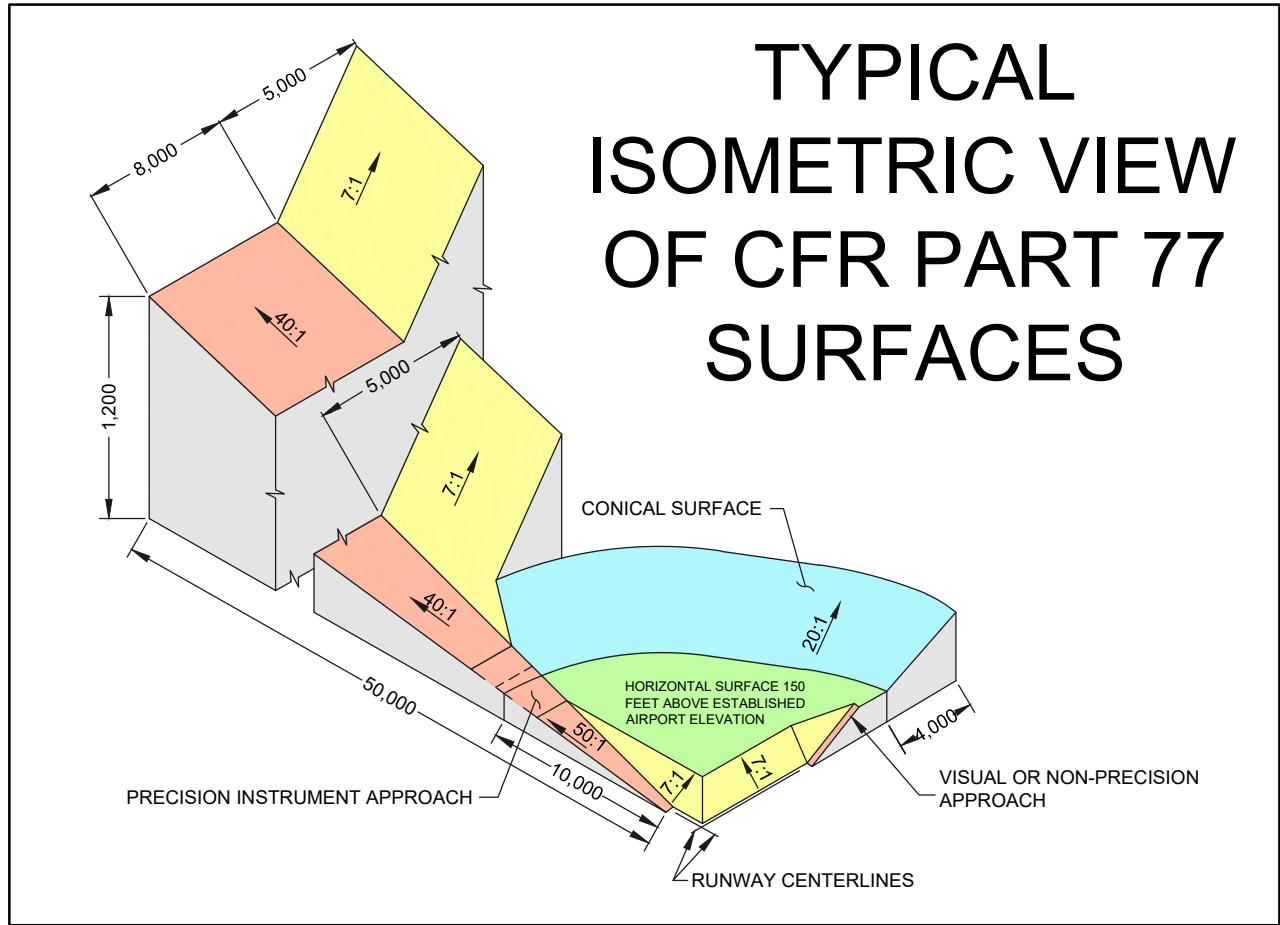 TYPICAL
ISOMETRIC VIEW
OF CFR PART 77
SURFACES
5,000
8,000
7:1
40:1
5,000
1,200
7:1
CONICAL SURFACE
40:1
20:1
HORIZONTAL SURFACE 150
FEET ABOVE ESTABLISHED
AIRPORT ELEVATION
50,000
50:1
4,000
10,000
7:1
7:1
PRECISION INSTRUMENT APPROACH
VISUAL OR NON-PRECISION
APPROACH
RUNWAY CENTERLINES